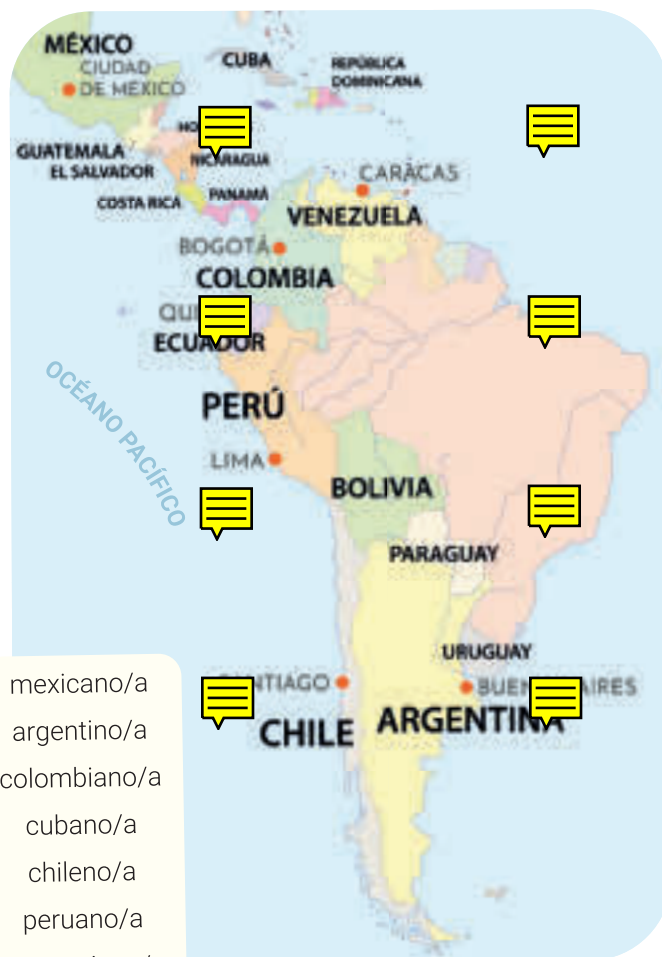 MÉXICO
CIUDAD
DE MÉXICO
CUBA
REPÚBLICA
DOMINICANA
GUATEMALA
EL SALVADOR
NICARAGUA
COSTA RICA
PANAMÁ
CARACAS
VENEZUELA
BOGOTÁ
COLOMBIA
ECUADOR
PERÚ
OCÉANO PACÍFICO
LIMA
BOLIVIA
PARAGUAY
URUGUAY
CHILE
ARGENTINA
mexicano/a
argentino/a
colombiano/a
cubano/a
chileno/a
peruano/a